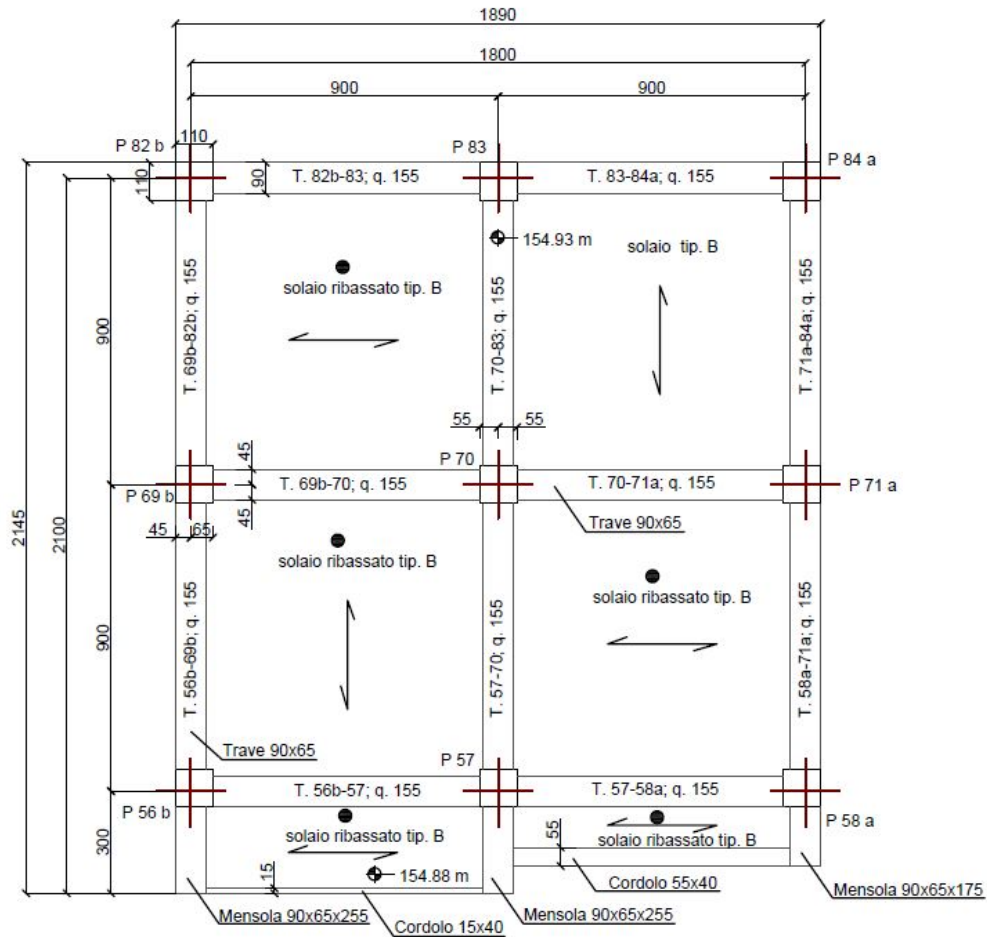 1890
1800
900
900
P 82 b
110
P 83
P 84 a
110
90
T. 82b-83; q. 155
T. 83-84a; q. 155
154.93 m
solaio tip. B
solaio ribassato tip. B
T. 69b-82b; q. 155
T. 70-83; q. 155
T. 71a-84a; q. 155
900
55
55
45
P 70
P 69 b
T. 69b-70; q. 155
T. 70-71a; q. 155
P 71 a
45
Trave 90x65
45
65
2145
2100
solaio ribassato tip. B
solaio ribassato tip. B
T. 56b-69b; q. 155
T. 57-70; q. 155
T. 58a-71a; q. 155
900
Trave 90x65
P 57
T. 56b-57; q. 155
T. 57-58a; q. 155
P 56 b
P 58 a
300
solaio ribassato tip. B
solaio ribassato tip. B
55
15
154.88 m
Cordolo 55x40
Mensola 90x65x175
Mensola 90x65x255
Cordolo 15x40
Mensola 90x65x255